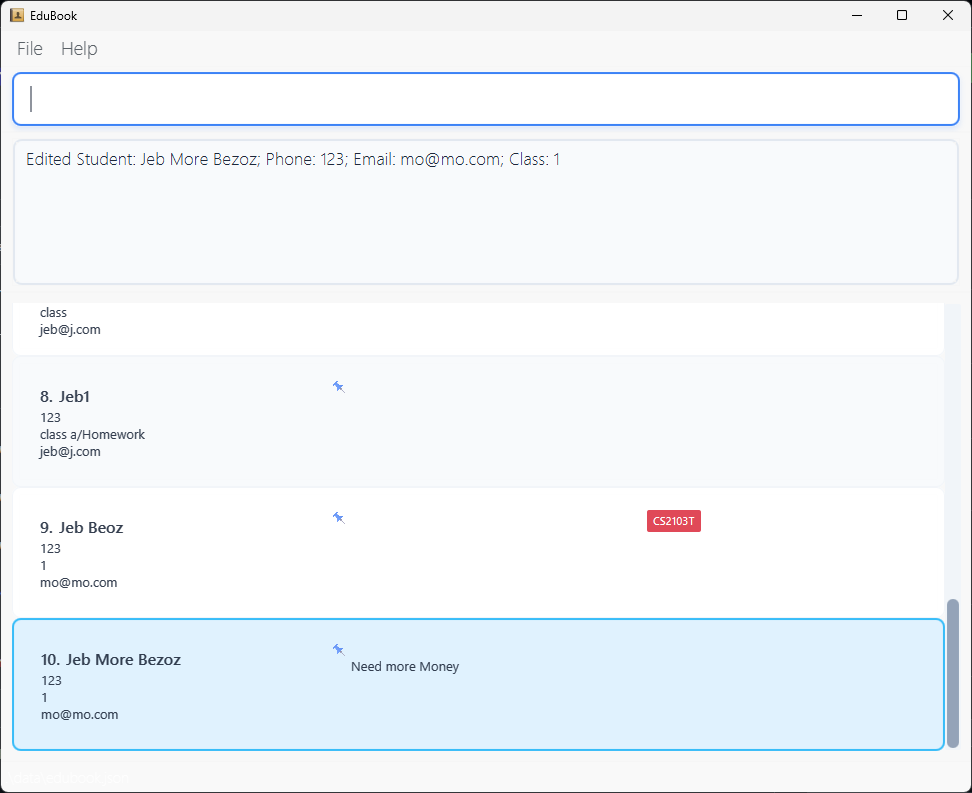 EduBook
File Help
Edited Student: Jeb More Bezoz; Phone: 123; Email: mo@mo.com; Class: 1
class
jeb@j.com
8. Jeb1
123
class a/Homework
jeb@j.com
9. Jeb Beoz
CS2103T
123
1
mo@mo.com
10. Jeb More Bezoz
Need more Money
123
1
mo@mo.com